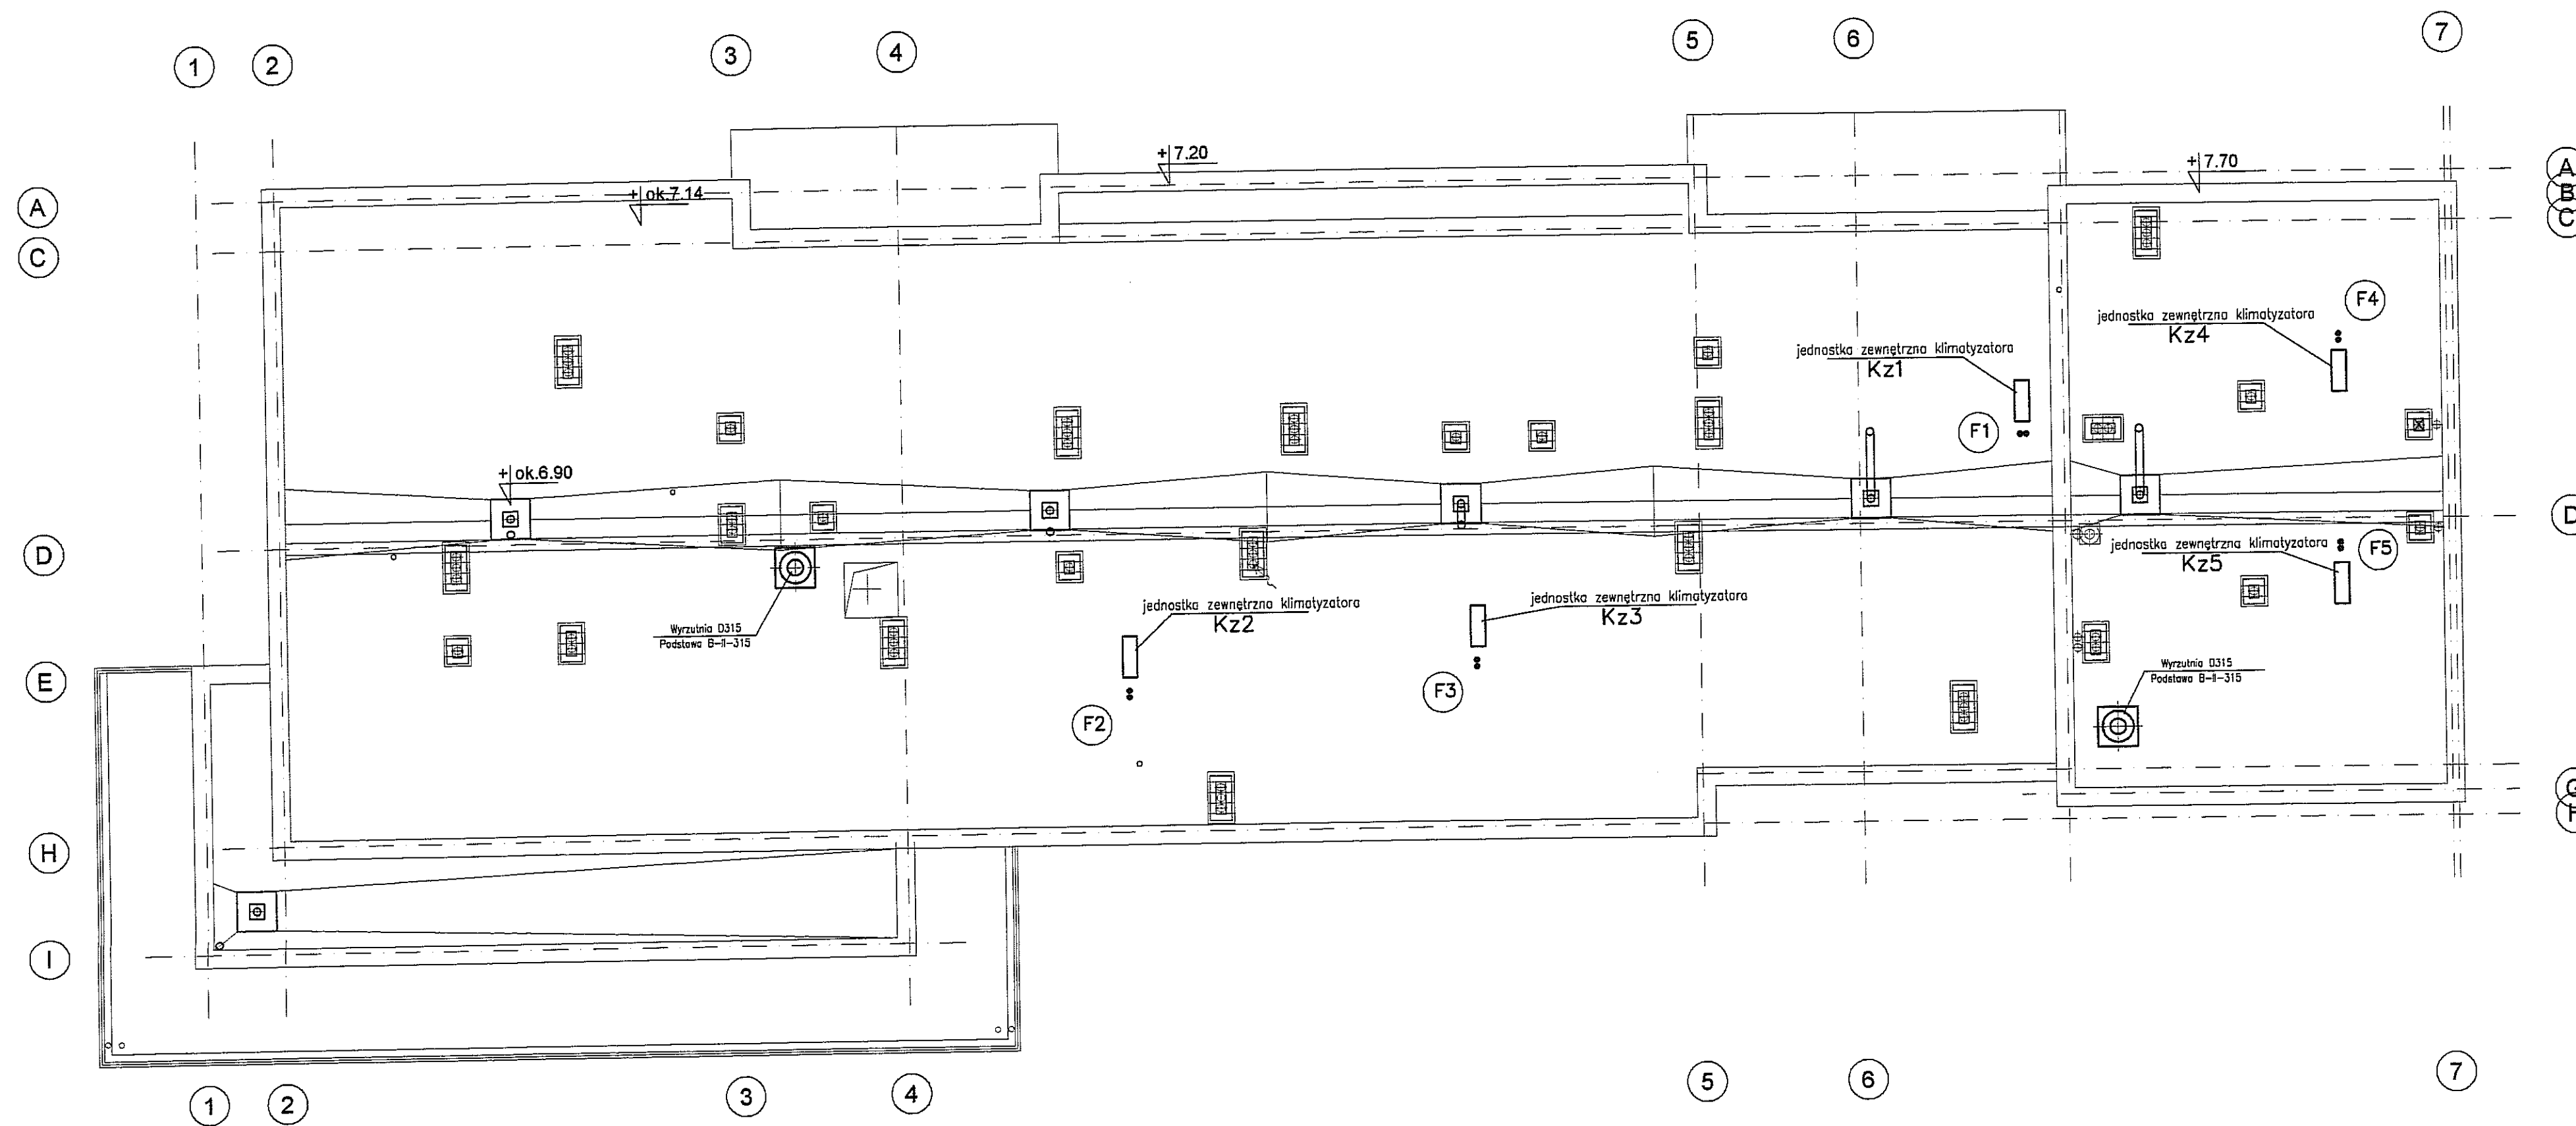 1
2
3
4
5
6
7
A
C
+ ok.7.14
+ 7.20
+ 7.70
A
B
C
jednostka zewnętrzna klimatyzatora
Kz4
F4
jednostka zewnętrzna klimatyzatora
Kz1
F1
+ ok.6.90
D
D
jednostka zewnętrzna klimatyzatora
Kz5
F5
Wyrzutnia D315
Podstawa B-II-315
jednostka zewnętrzna klimatyzatora
Kz2
F2
jednostka zewnętrzna klimatyzatora
Kz3
F3
Wyrzutnia D315
Podstawa B-II-315
E
H
I
1
2
3
4
5
6
7